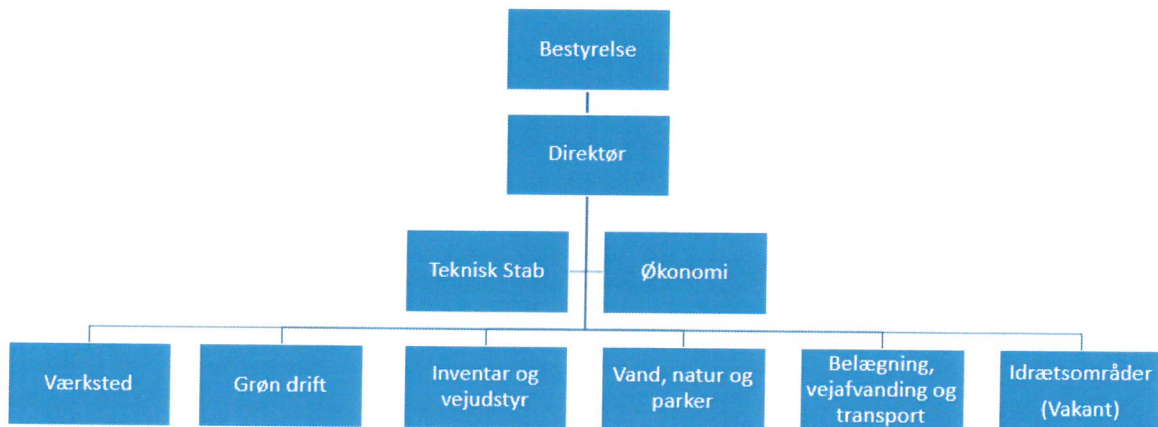 Bestyrelse
Direktør
Teknisk Stab
Økonomi
Værksted
Grøn drift
Inventar og
vejudstyr
Vand, natur og
parker
Belægning,
vejafvanding og
transport
Idrætsområder
(Vakant)